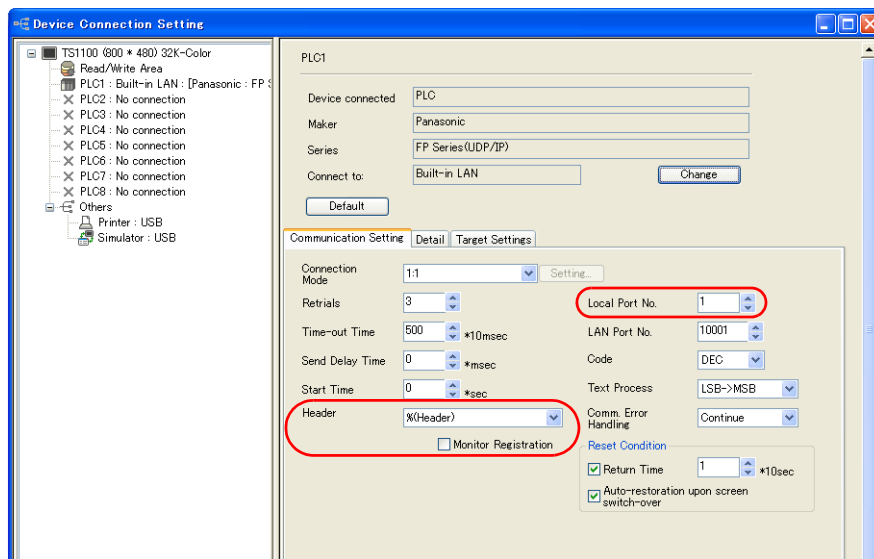 Device Connection Setting
TS1100 (800 * 480) 32K-Color
Read/Write Area
PLC1 : Built-in LAN : [Panasonic : FP S
PLC2 : No connection
PLC3 : No connection
PLC4 : No connection
PLC5 : No connection
PLC6 : No connection
PLC7 : No connection
PLC8 : No connection
Others
Printer : USB
Simulator : USB
PLC1
Device connected PLC
Maker Panasonic
Series FP Series(UDP/IP)
Connect to: Built-in LAN Change
Default
Communication Setting Detail Target Settings
Connection
Mode
1:1 Setting...
Retrials 3
Time-out Time 500 *10msec
Send Delay Time 0 *msec
Start Time 0 *sec
Header %(Header)
Monitor Registration
Local Port No. 1
LAN Port No. 10001
Code DEC
Text Process LSB->MSB
Comm. Error
Handling
Continue
Reset Condition
Return Time 1 *10sec
Auto-restoration upon screen
switch-over